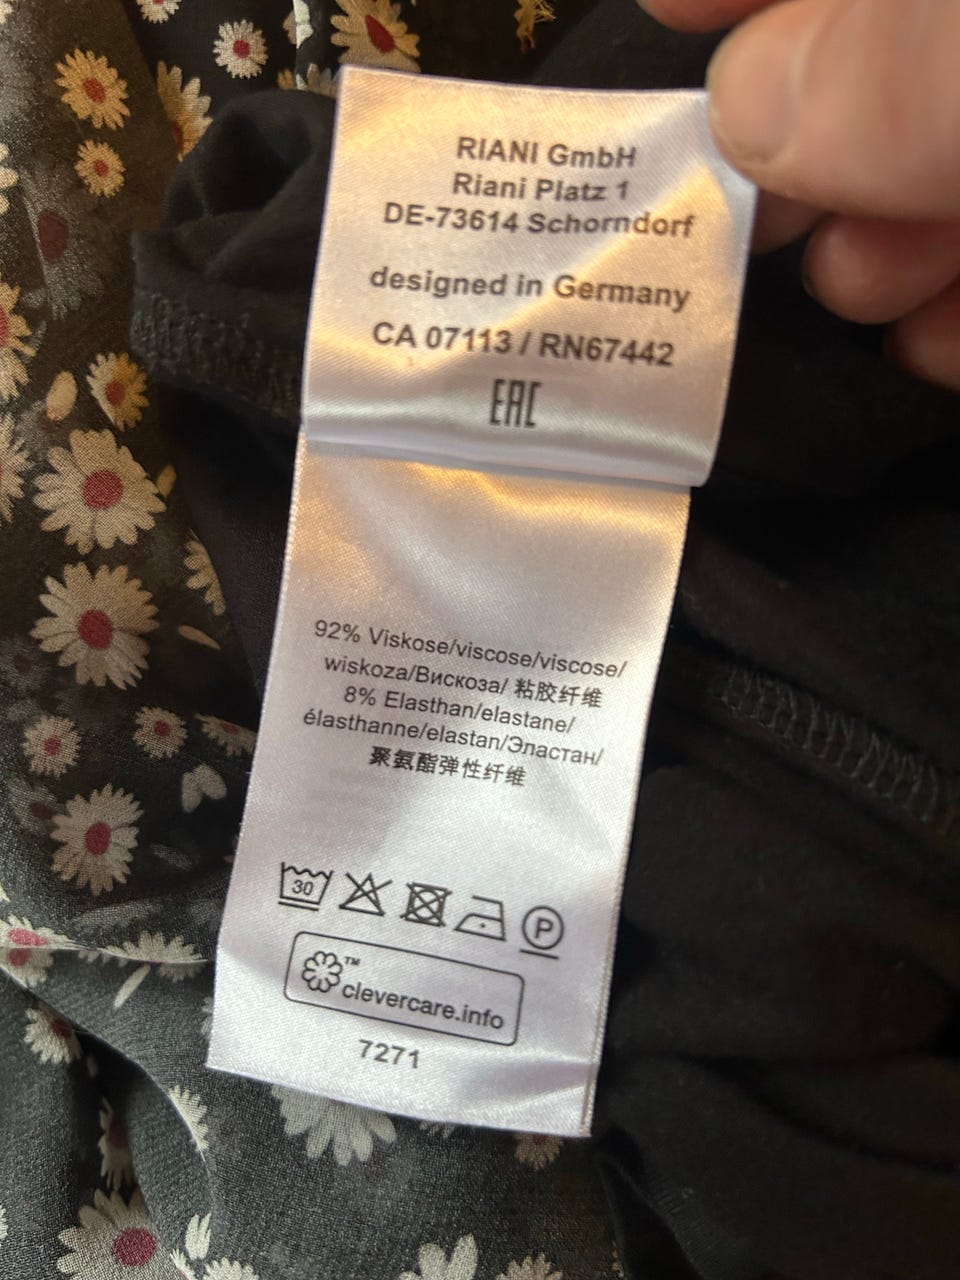 RIANI GmbH
Riani Platz 1
DE-73614 Schorndorf
designed in Germany
CA 07113 / RN67442
EAC
92% Viskose/viscose/viscose/
wiskoza/Вискоза/ 粘胶纤维
8% Elasthan/elastane/
élasthanne/elastan/Эластан/
聚氨酯弹性纤维
30
P
™
clevercare.info
7271